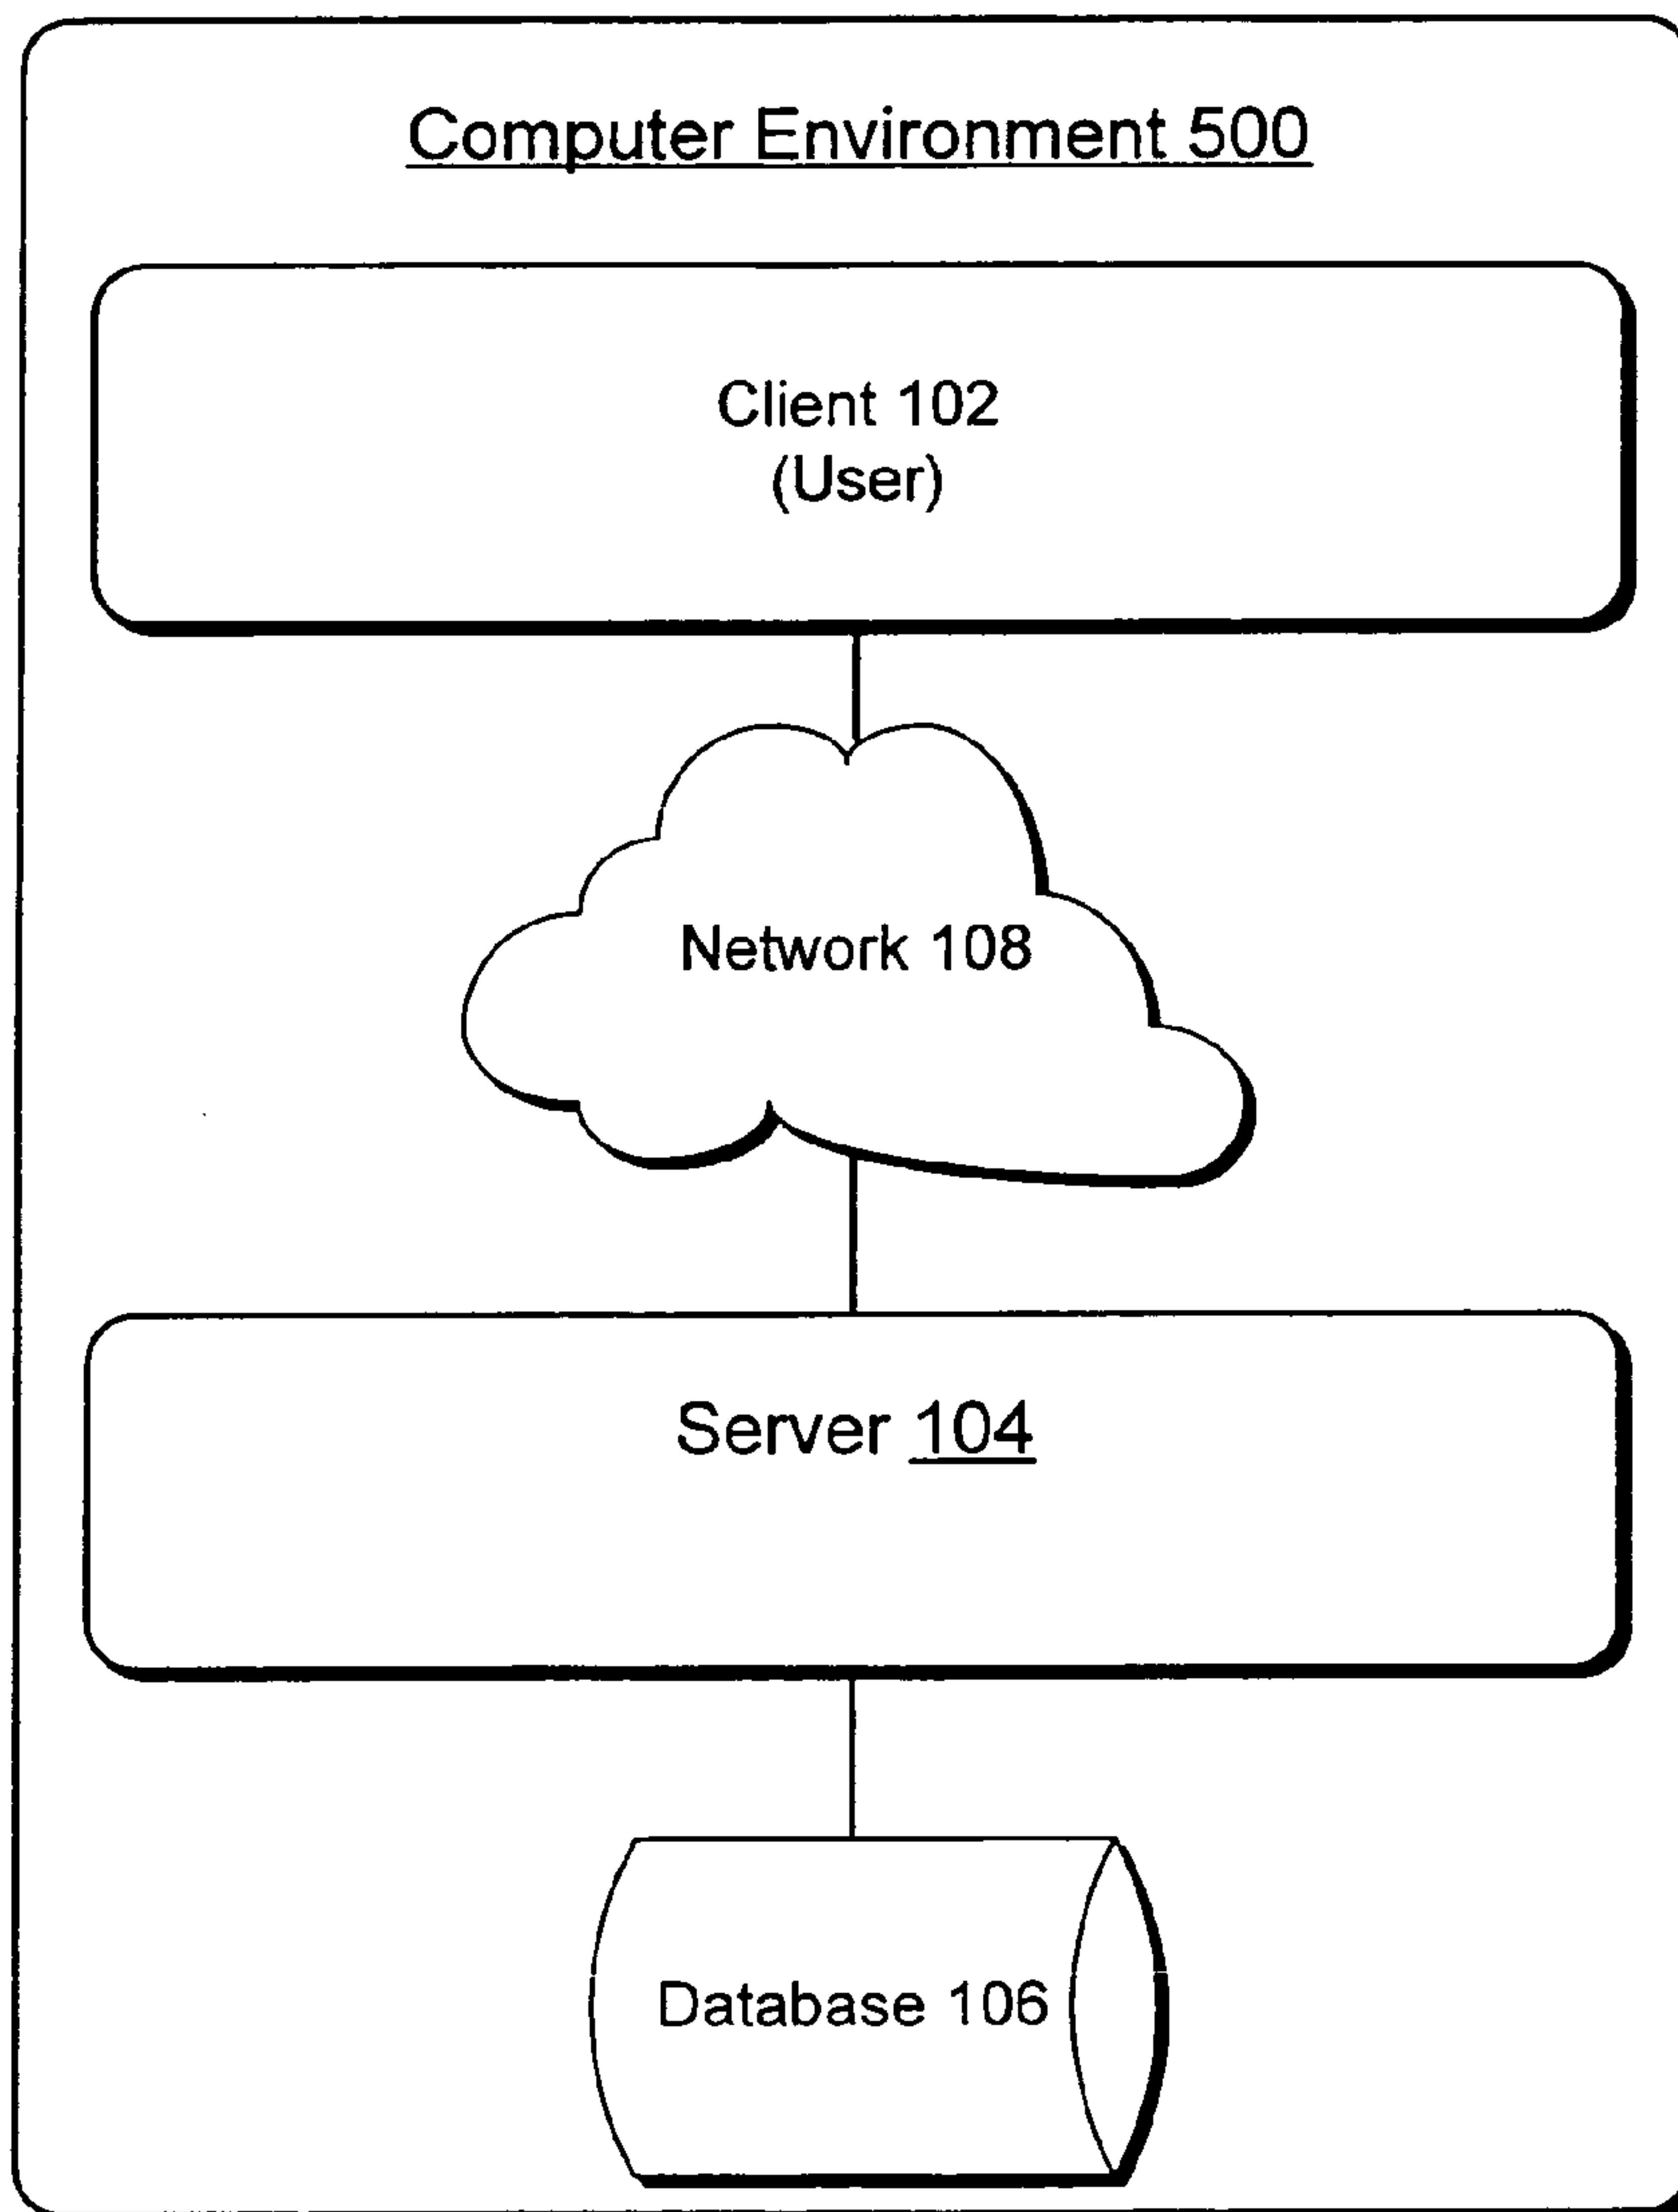 Computer Environment 500
Client 102
(User)
Network 108
Server 104
Database 106